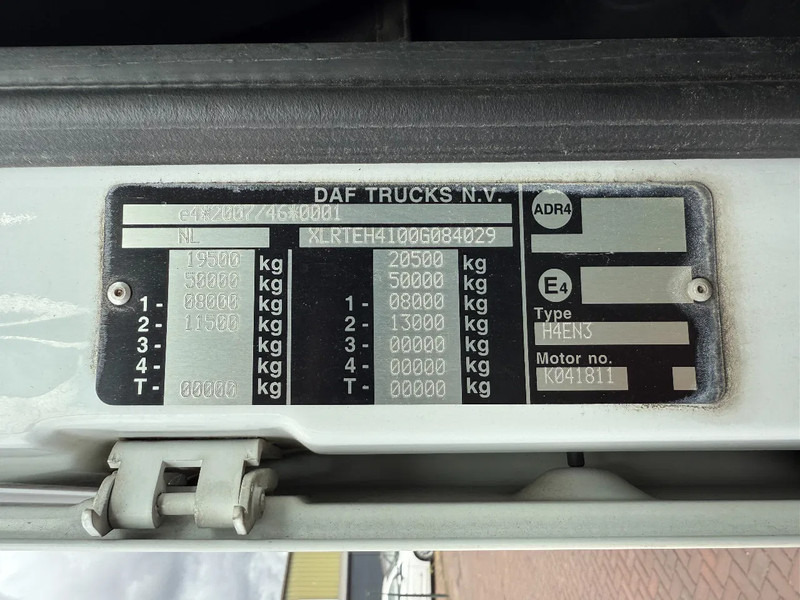 DAF TRUCKS N.V.
e4*2007/46*0001
NL XLRTEH4100G084029
19500 kg 20500 kg
50000 kg 50000 kg
1- 08000 kg 1- 08000 kg
2- 11500 kg 2- 13000 kg
3- kg 3- 00000 kg
4- kg 4- 00000 kg
T- 00000 kg T- 00000 kg
ADR4
E4
Type
H4EN3
Motor no.
K041811